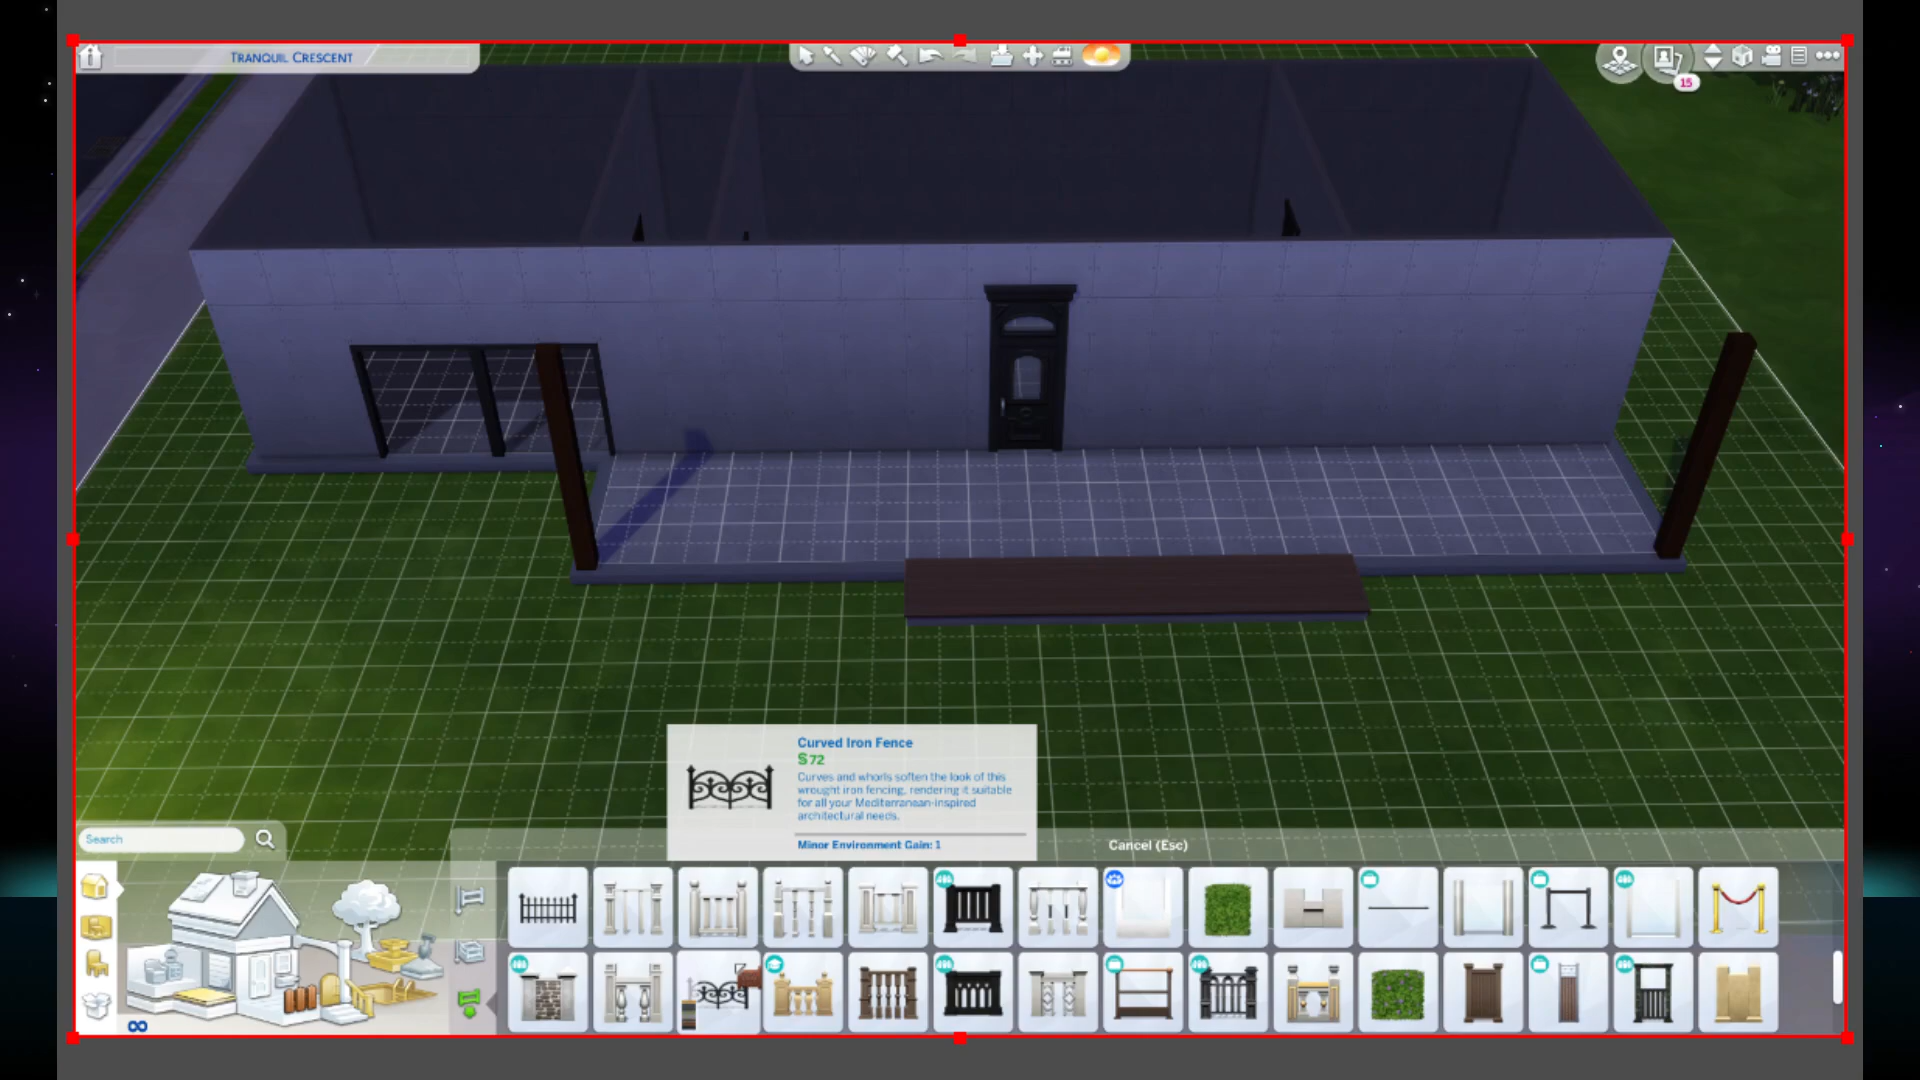 TRANQUIL CRESCENT
15
Curved Iron Fence
§72
Curves and whorls soften the look of this
wrought iron fencing, rendering it suitable
for all your Mediterranean-inspired
architectural needs.
Minor Environment Gain: 1
Search
Cancel (Esc)